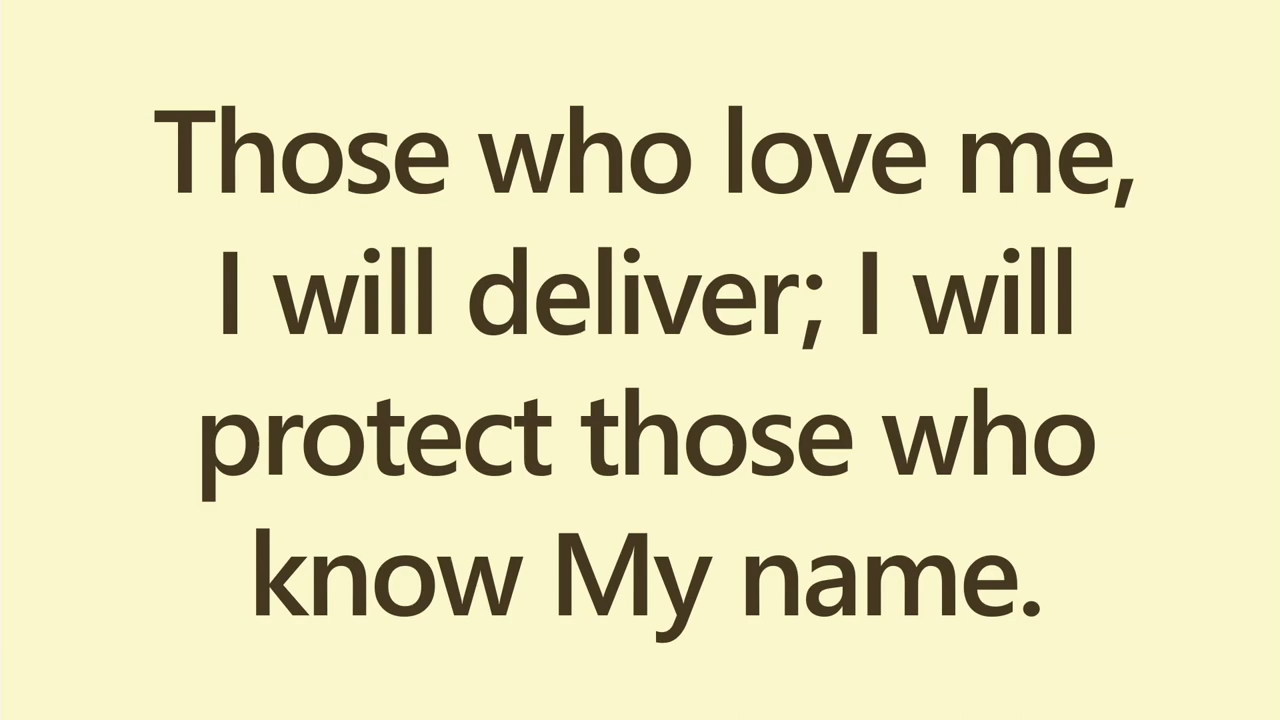 Those who love me,
I will deliver; I will
protect those who
know My name.